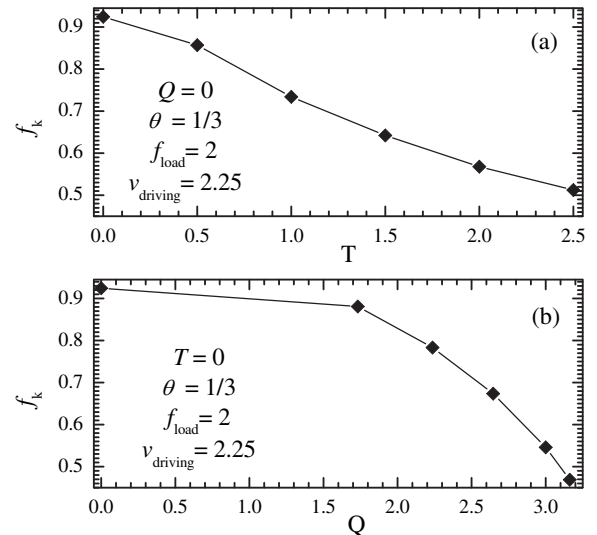 (a)
0.9
0.8
0.7
0.6
0.5
f_k
Q = 0
θ = 1/3
f_load = 2
v_driving = 2.25
0.0 0.5 1.0 1.5 2.0 2.5
T
(b)
0.9
0.8
0.7
0.6
0.5
f_k
T = 0
θ = 1/3
f_load = 2
v_driving = 2.25
0.0 0.5 1.0 1.5 2.0 2.5 3.0
Q